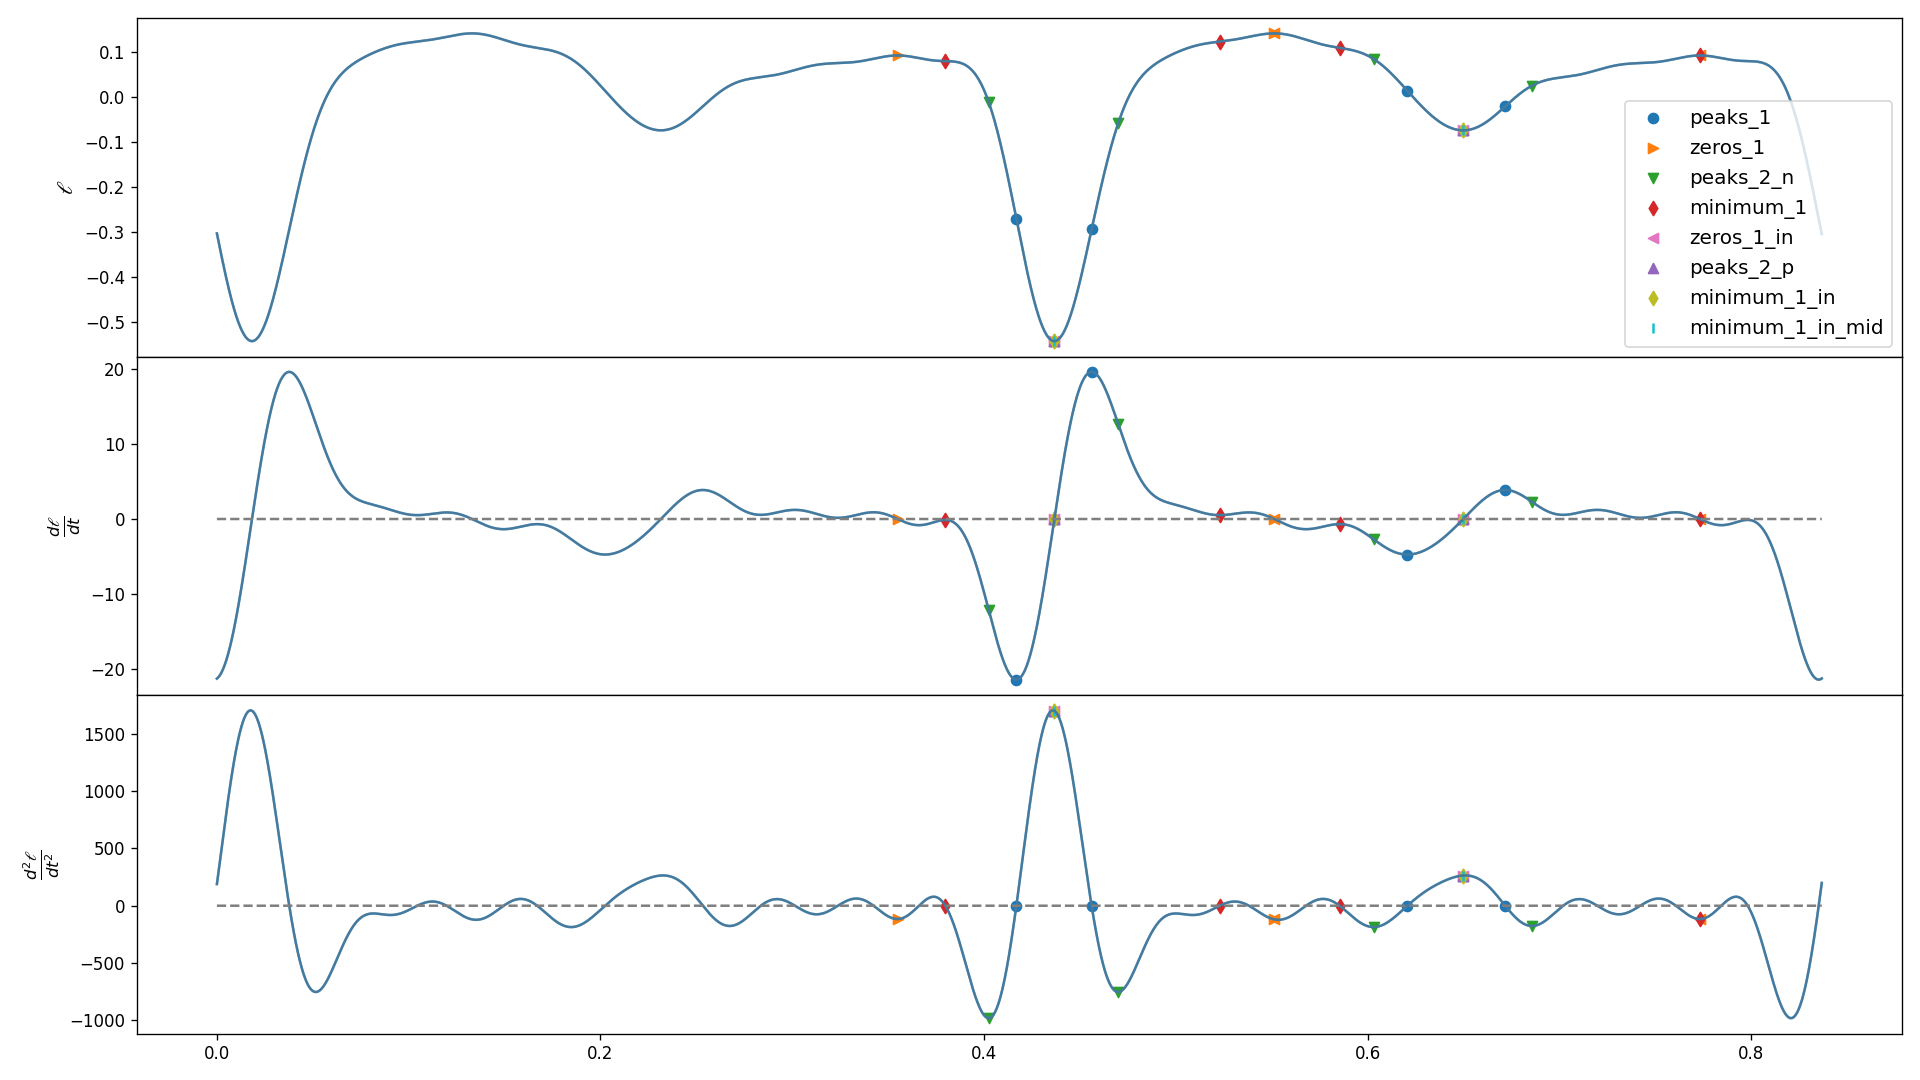 0.1
0.0
−0.1
−0.2
−0.3
−0.4
−0.5
ℓ
peaks_1
zeros_1
peaks_2_n
minimum_1
zeros_1_in
peaks_2_p
minimum_1_in
minimum_1_in_mid
20
10
0
−10
−20
dℓ
dt
1500
1000
500
0
−500
−1000
d²ℓ
dt²
0.0 0.2 0.4 0.6 0.8